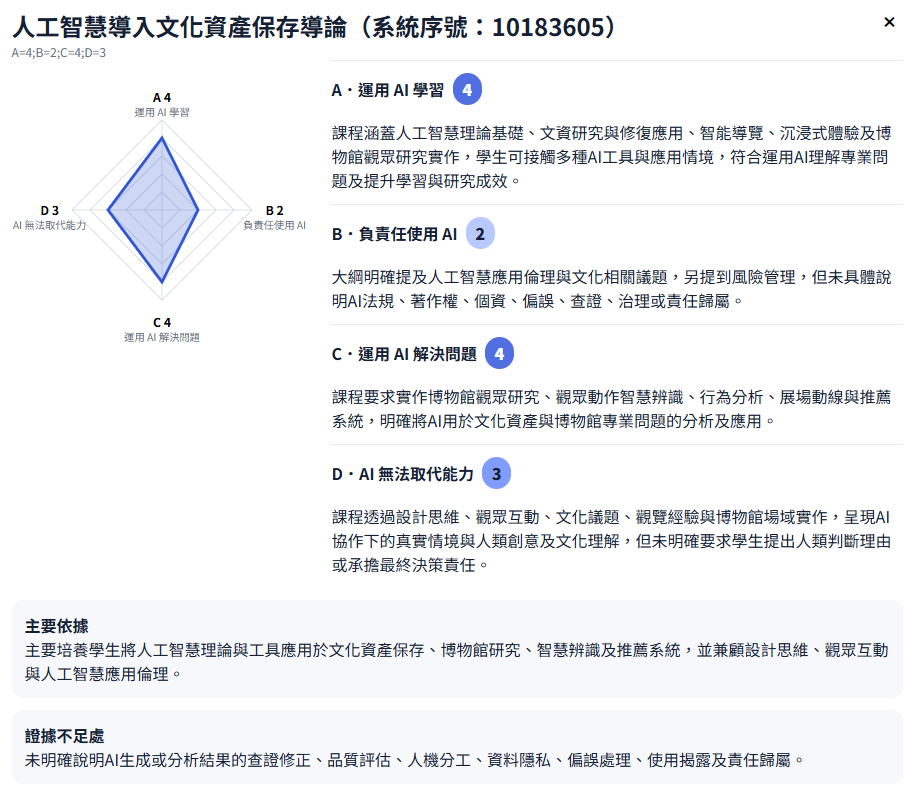 人工智慧導入文化資產保存導論（系統序號：10183605）
×
A=4;B=2;C=4;D=3
A 4
運用 AI 學習
D 3
AI 無法取代能力
B 2
負責任使用 AI
C 4
運用 AI 解決問題
A．運用 AI 學習 4
課程涵蓋人工智慧理論基礎、文資研究與修復應用、智能導覽、沉浸式體驗及博
物館觀眾研究實作，學生可接觸多種AI工具與應用情境，符合運用AI理解專業問
題及提升學習與研究成效。
B．負責任使用 AI 2
大綱明確提及人工智慧應用倫理與文化相關議題，另提到風險管理，但未具體說
明AI法規、著作權、個資、偏誤、查證、治理或責任歸屬。
C．運用 AI 解決問題 4
課程要求實作博物館觀眾研究、觀眾動作智慧辨識、行為分析、展場動線與推薦
系統，明確將AI用於文化資產與博物館專業問題的分析及應用。
D．AI 無法取代能力 3
課程透過設計思維、觀眾互動、文化議題、觀覽經驗與博物館場域實作，呈現AI
協作下的真實情境與人類創意及文化理解，但未明確要求學生提出人類判斷理由
或承擔最終決策責任。
主要依據
主要培養學生將人工智慧理論與工具應用於文化資產保存、博物館研究、智慧辨識及推薦系統，並兼顧設計思維、觀眾互動
與人工智慧應用倫理。
證據不足處
未明確說明AI生成或分析結果的查證修正、品質評估、人機分工、資料隱私、偏誤處理、使用揭露及責任歸屬。